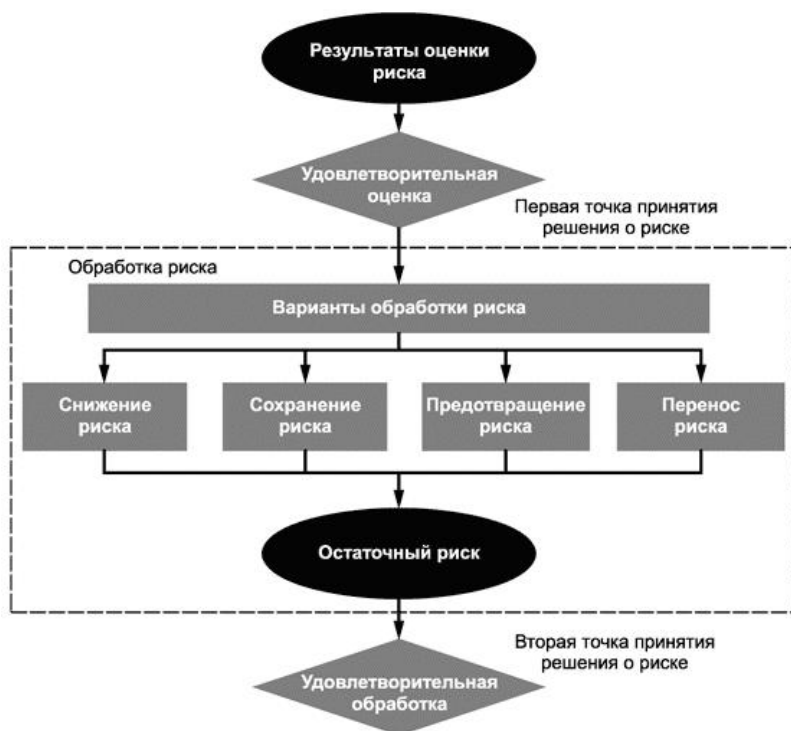 Результаты оценки
риска
Удовлетворительная
оценка
Первая точка принятия
решения о риске
Обработка риска
Варианты обработки риска
Снижение
риска
Сохранение
риска
Предотвращение
риска
Перенос
риска
Остаточный риск
Вторая точка принятия
решения о риске
Удовлетворительная
обработка